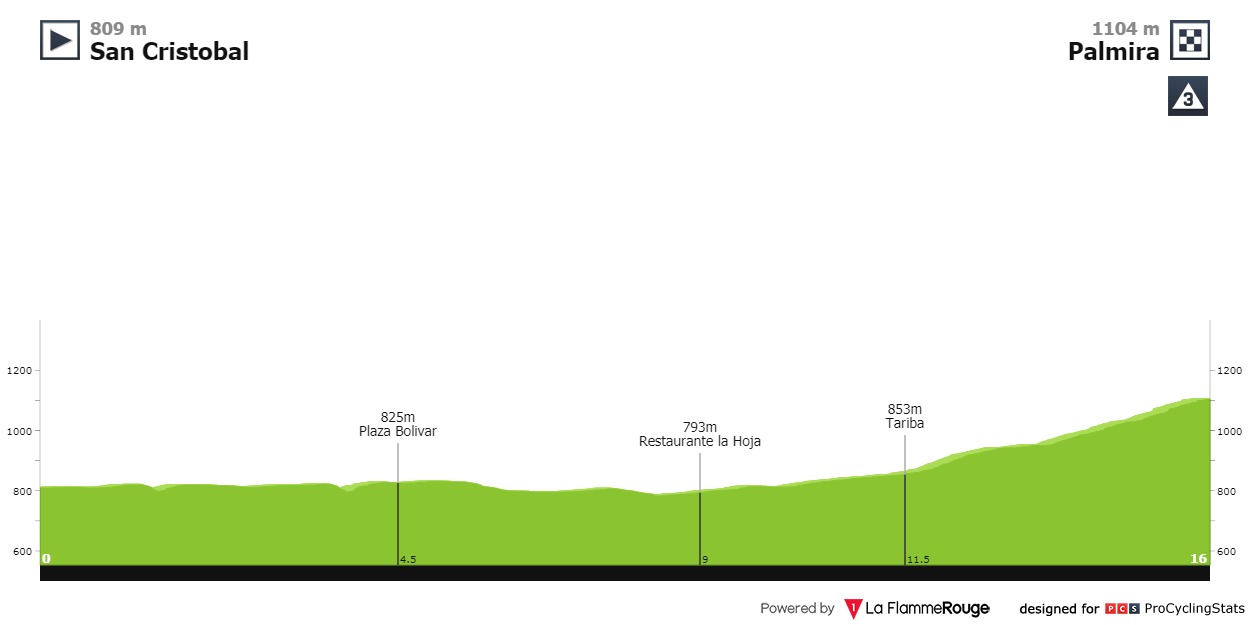 809 m
San Cristobal
1104 m
Palmira
3
1200
1000
800
600
1200
1000
800
600
825m
Plaza Bolivar
793m
Restaurante la Hoja
853m
Tariba
0
4.5
9
11.5
16
Powered by 1 La FlammeRouge designed for PCS ProCyclingStats